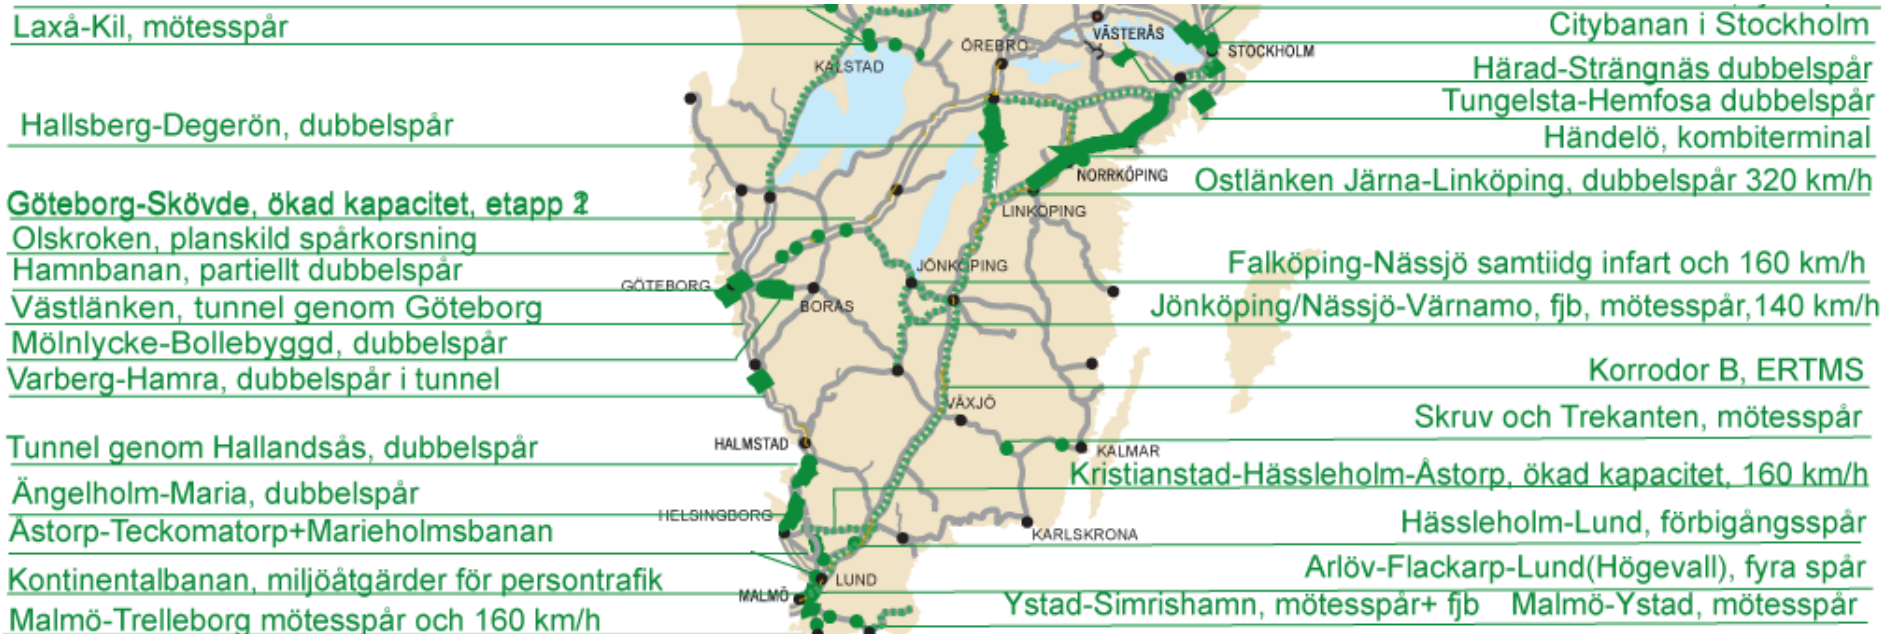 Laxå-Kil, mötesspår
Hallsberg-Degerön, dubbelspår
Göteborg-Skövde, ökad kapacitet, etapp
Olskroken, planskild spårkorsning
Hamnbanan, partiellt dubbelspår
Västlänken, tunnel genom Göteborg
Mölnlycke-Bollebyggd, dubbelspår
Varberg-Hamra, dubbelspår i tunnel
Tunnel genom Hallandsås, dubbelspår
Ängelholm-Maria, dubbelspår
Åstorp-Teckomatorp+Marieholmsbanan
Kontinentalbanan, miljöåtgärder för persontrafik
Malmö-Trelleborg mötesspår och 160 km/h
KALSTAD
ÖREBRO
VÄSTERÅS
STOCKHOLM
NORRKÖPING
LINKÖPING
JÖNKÖPING
GÖTEBORG
BORÅS
VÄXJÖ
HALMSTAD
KALMAR
HELSINGBORG
KARLSKRONA
LUND
MALMÖ
Citybanan i Stockholm
Härad-Strängnäs dubbelspår
Tungelsta-Hemfosa dubbelspår
Händelö, kombiterminal
Ostlänken Järna-Linköping, dubbelspår 320 km/h
Falköping-Nässjö samtiidg infart och 160 km/h
Jönköping/Nässjö-Värnamo, fjb, mötesspår,140 km/h
Korrodor B, ERTMS
Skruv och Trekanten, mötesspår
Kristianstad-Hässleholm-Åstorp, ökad kapacitet, 160 km/h
Hässleholm-Lund, förbigångsspår
Arlöv-Flackarp-Lund(Högevall), fyra spår
Ystad-Simrishamn, mötesspår+ fjb Malmö-Ystad, mötesspår